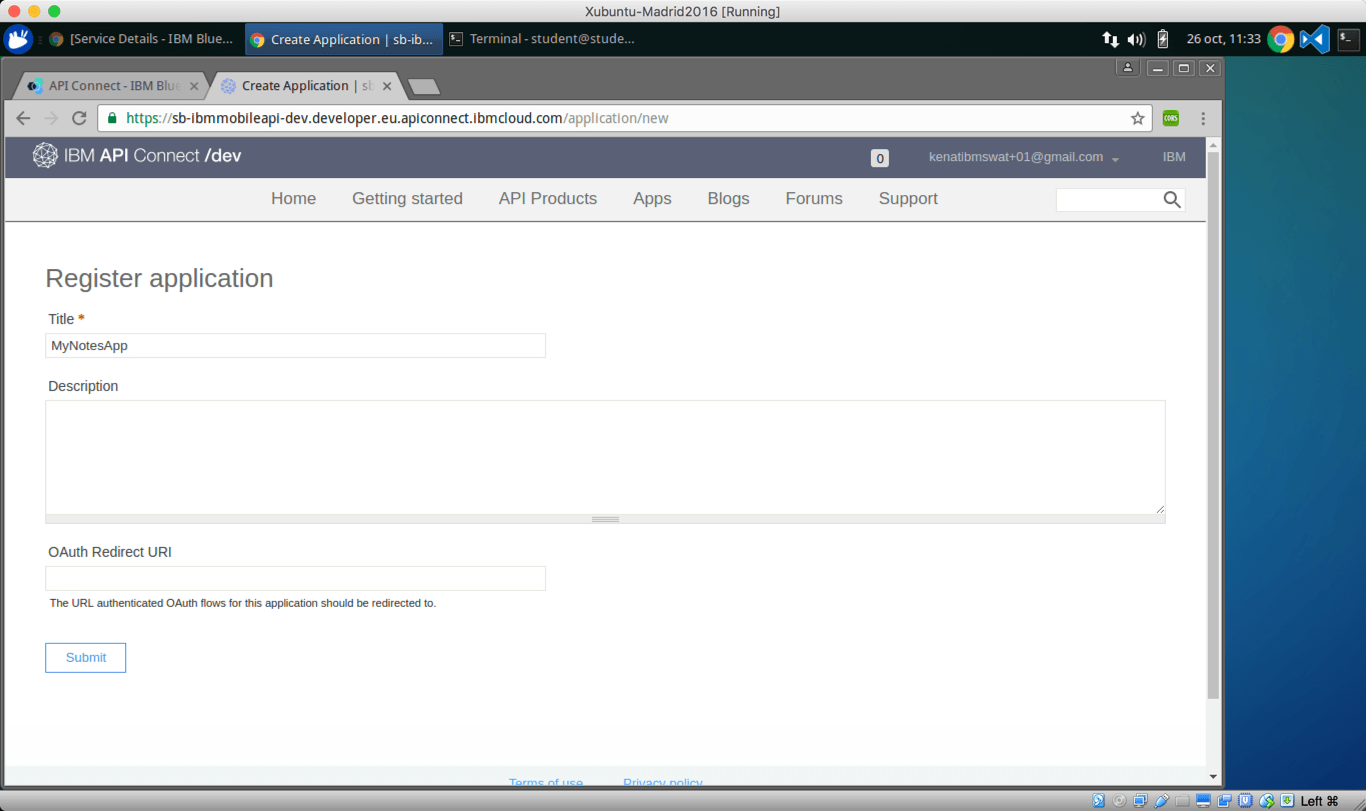 Xubuntu-Madrid2016 [Running]
[Service Details - IBM Blue... Create Application | sb-ib... Terminal - student@stude... 26 oct, 11:33
API Connect - IBM Blue Create Application | sb
https://sb-ibmmobileapi-dev.developer.eu.apiconnect.ibmcloud.com/application/new CORS
IBM API Connect /dev 0 kenatibmswat+01@gmail.com IBM
Home Getting started API Products Apps Blogs Forums Support
Register application
Title *
MyNotesApp
Description
OAuth Redirect URI
The URL authenticated OAuth flows for this application should be redirected to.
Submit
Terms of use Privacy policy
Left ⌘